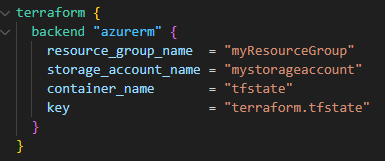 terraform {
  backend "azurerm" {
    resource_group_name  = "myResourceGroup"
    storage_account_name = "mystorageaccount"
    container_name       = "tfstate"
    key                  = "terraform.tfstate"
  }
}